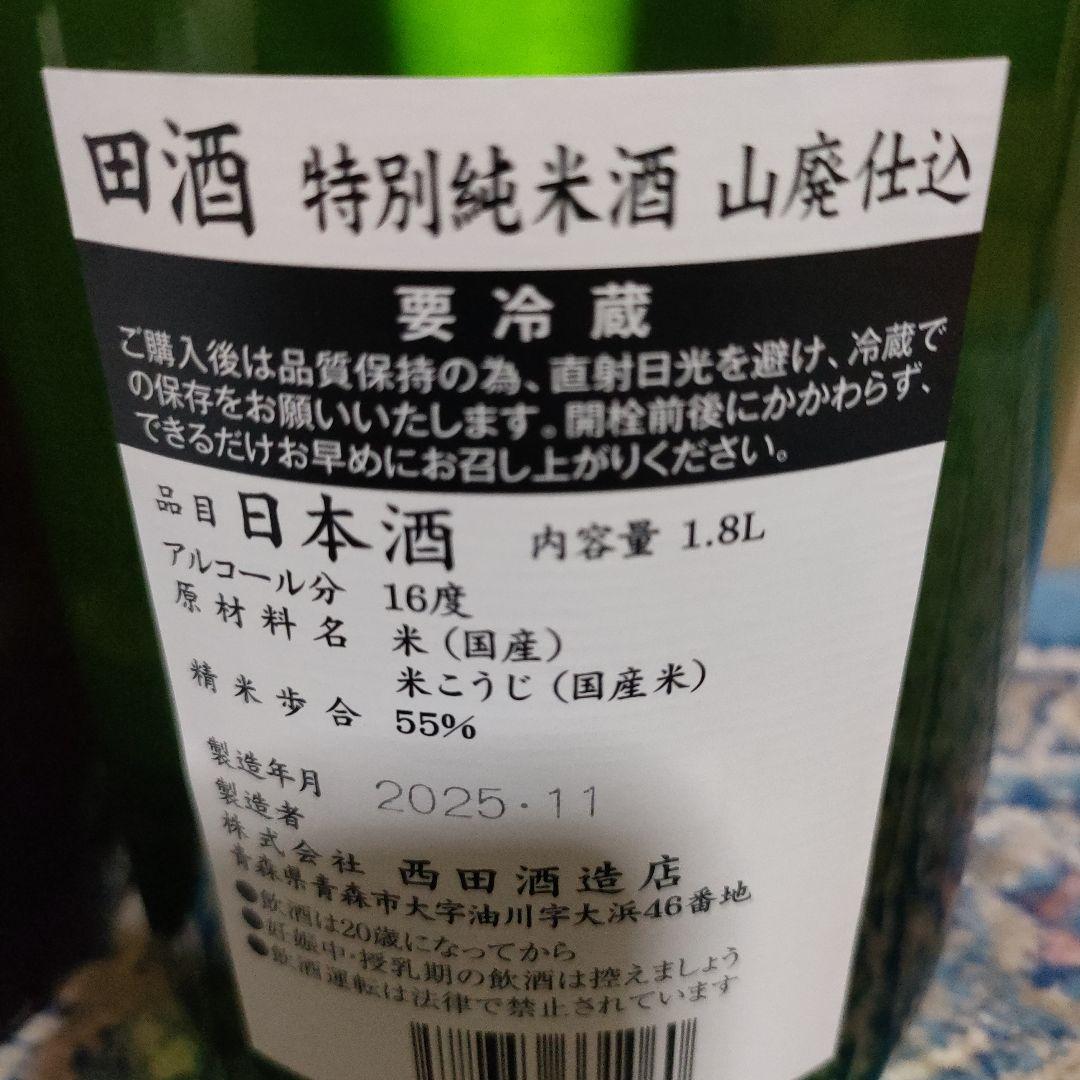 田酒 特別純米酒 山廃仕込
要冷蔵
ご購入後は品質保持の為、直射日光を避け、冷蔵で
の保存をお願いいたします。開栓前後にかかわらず、
できるだけお早めにお召し上がりください。
品目 日本酒 内容量 1.8L
アルコール分 16度
原材料名 米（国産）
米こうじ（国産米）
精米歩合 55%
製造年月 2025・11
製造者
株式会社 西田酒造店
青森県青森市大字油川字大浜46番地
●飲酒は20歳になってから
●妊娠中・授乳期の飲酒は控えましょう
●飲酒運転は法律で禁止されています